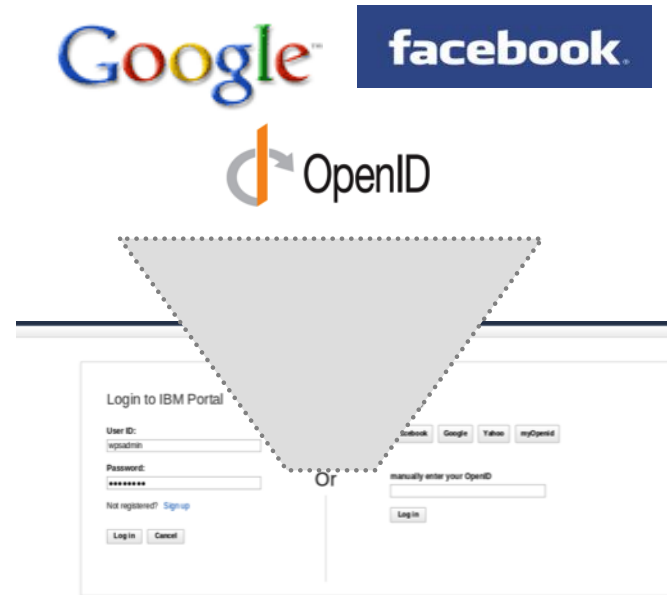 Google™
facebook.
OpenID
Login to IBM Portal
User ID:
wpsadmin
Password:
••••••••
Not registered? Sign up
Log in Cancel
Or
Google Yahoo myOpenid
manually enter your OpenID
Log in